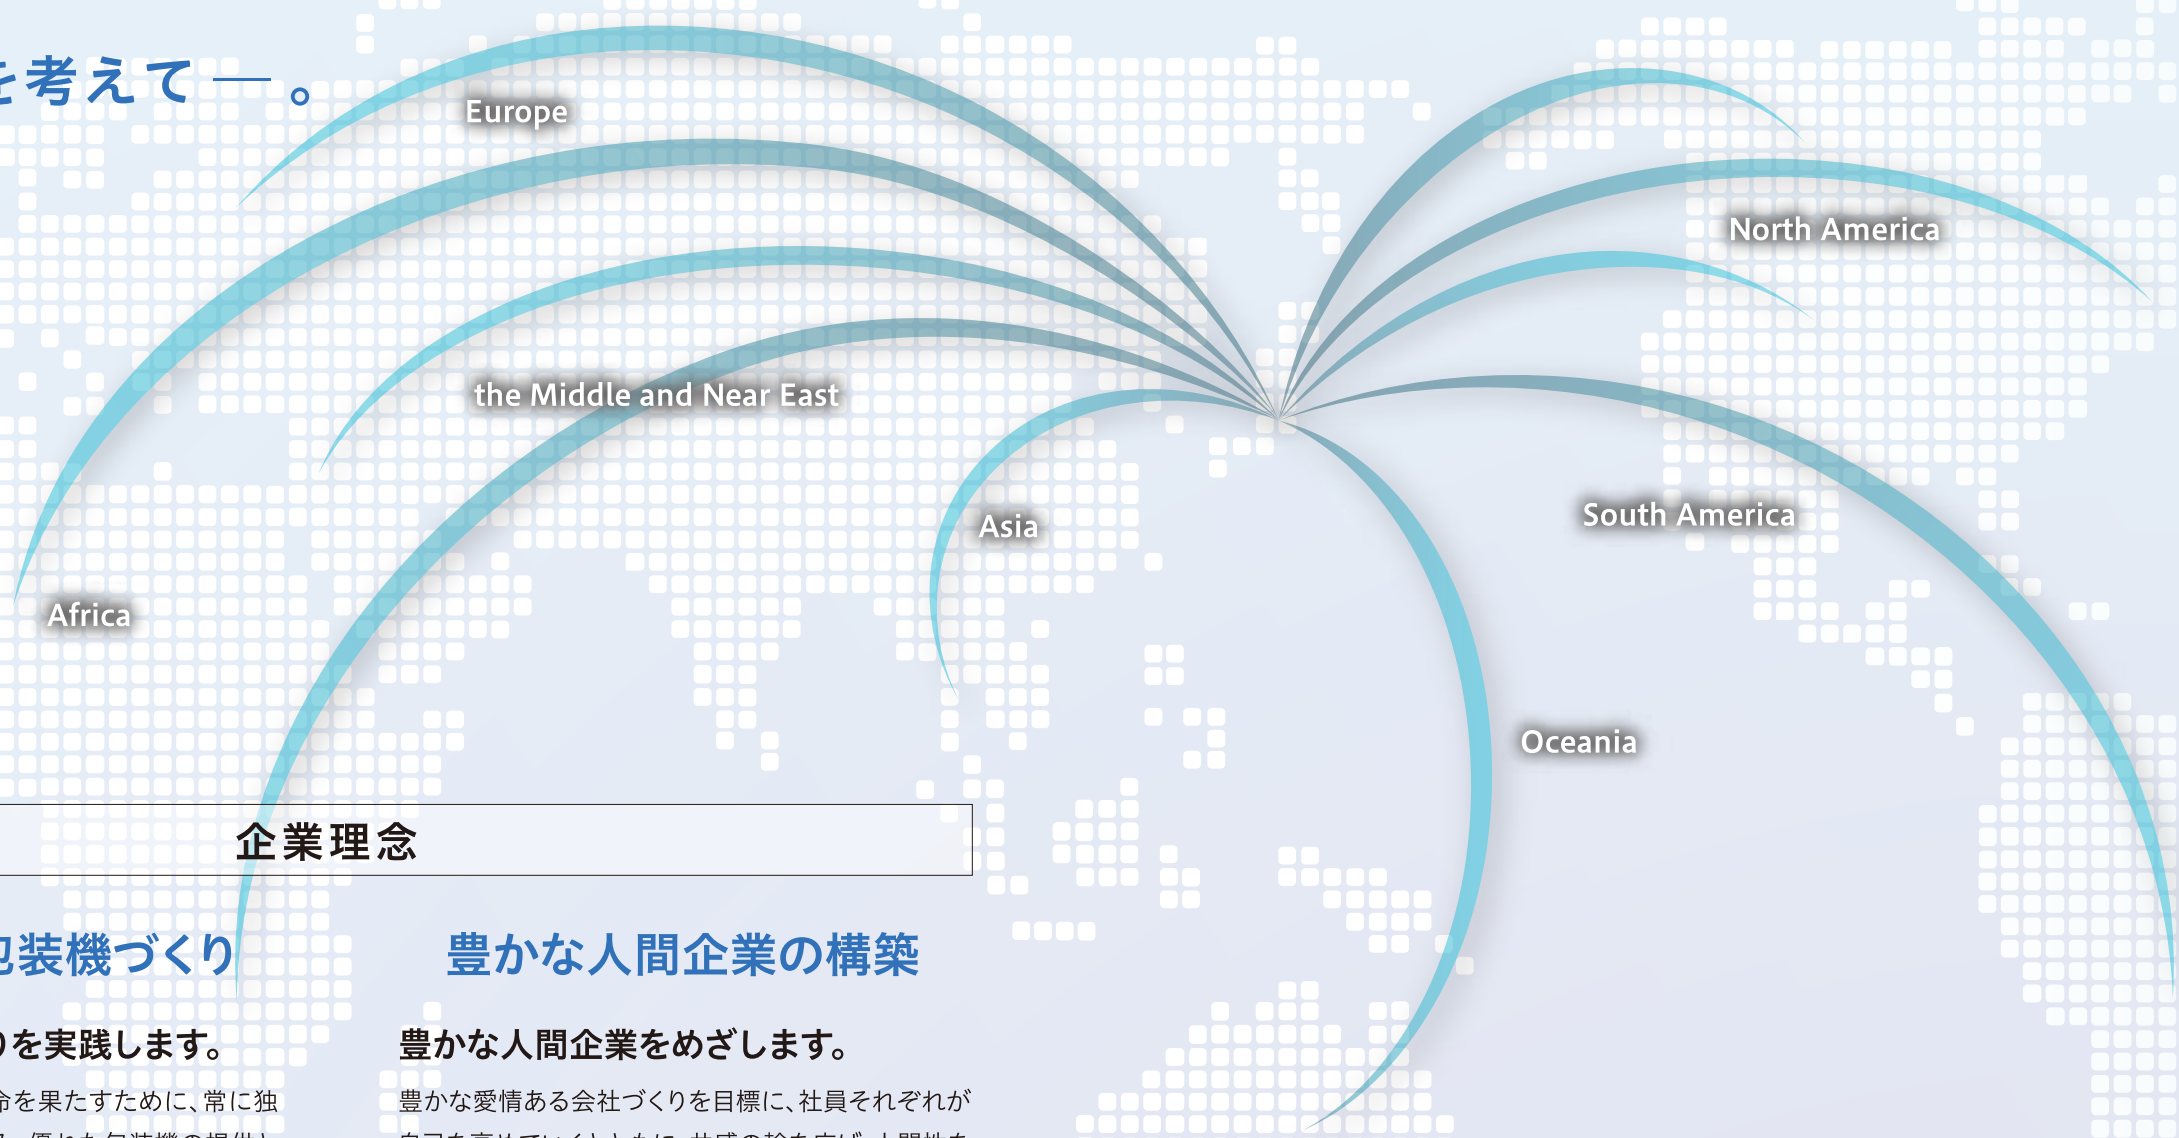 を考えて ― 。
Europe
North America
the Middle and Near East
South America
Asia
Africa
Oceania
企業理念
包装機づくり
豊かな人間企業の構築
りを実践します。
豊かな人間企業をめざします。
命を果たすために、常に独
豊かな愛情ある会社づくりを目標に、社員それぞれが